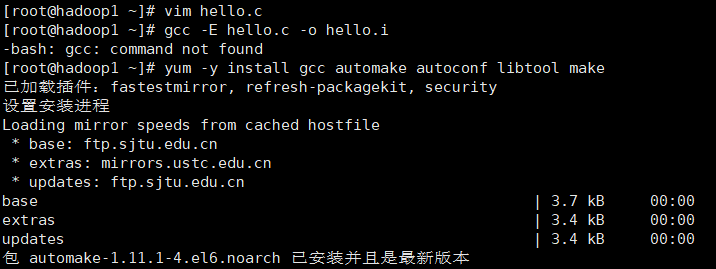 [root@hadoop1 ~]# vim hello.c
[root@hadoop1 ~]# gcc -E hello.c -o hello.i
-bash: gcc: command not found
[root@hadoop1 ~]# yum -y install gcc automake autoconf libtool make
已加载插件：fastestmirror, refresh-packagekit, security
设置安装进程
Loading mirror speeds from cached hostfile
 * base: ftp.sjtu.edu.cn
 * extras: mirrors.ustc.edu.cn
 * updates: ftp.sjtu.edu.cn
base | 3.7 kB 00:00
extras | 3.4 kB 00:00
updates | 3.4 kB 00:00
包 automake-1.11.1-4.el6.noarch 已安装并且是最新版本